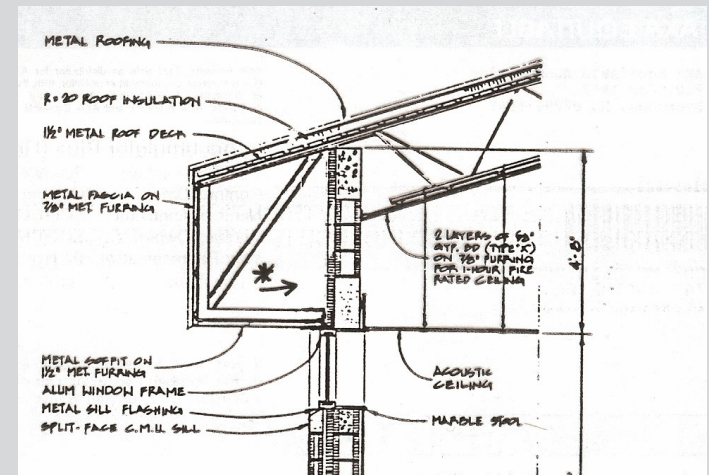 METAL ROOFING
R=20 ROOF INSULATION
1½" METAL ROOF DECK
METAL FASCIA ON
7/8" MET. FURRING
2 LAYERS OF 5/8"
GYP. BD (TYPE "X")
ON 7/8" FURRING
FOR 1-HOUR FIRE
RATED CEILING
4'-8"
METAL SOFFIT ON
1½" MET. FURRING
ALUM WINDOW FRAME
METAL SILL FLASHING
SPLIT-FACE C.M.U. SILL
ACOUSTIC
CEILING
MARBLE STOOL